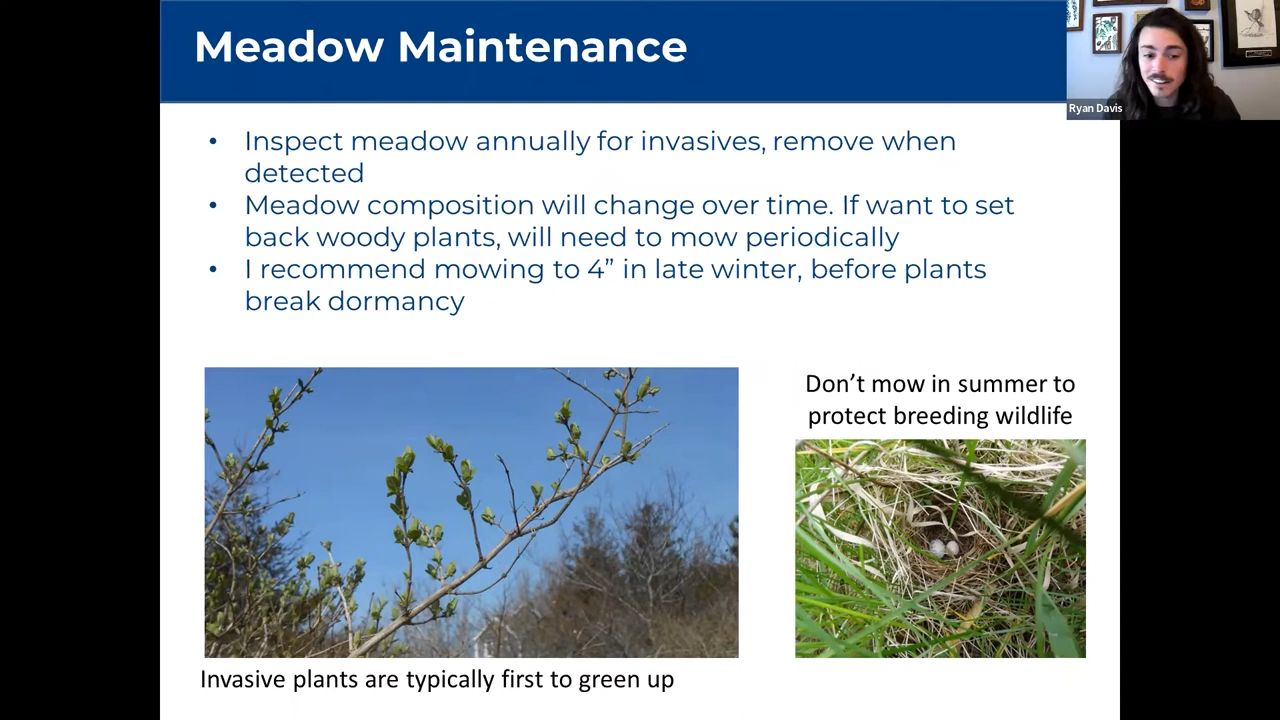 Meadow Maintenance
Ryan Davis
• Inspect meadow annually for invasives, remove when
detected
• Meadow composition will change over time. If want to set
back woody plants, will need to mow periodically
• I recommend mowing to 4” in late winter, before plants
break dormancy
Don’t mow in summer to
protect breeding wildlife
Invasive plants are typically first to green up